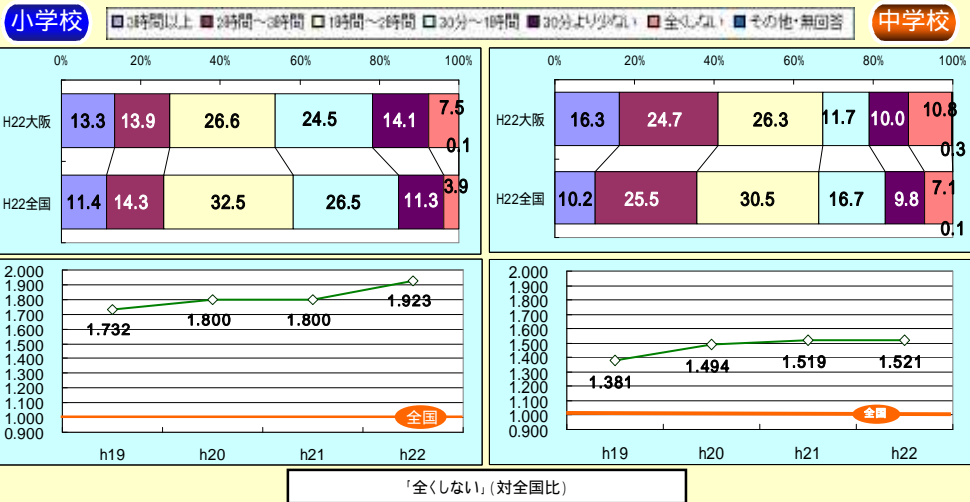 小学校
3時間以上 2時間～3時間 1時間～2時間 30分～1時間 30分より少ない 全くしない その他・無回答
中学校
0% 20% 40% 60% 80% 100%
H22大阪 13.3 13.9 26.6 24.5 14.1 7.5
0.1
H22全国 11.4 14.3 32.5 26.5 11.3 3.9
0% 20% 40% 60% 80% 100%
H22大阪 16.3 24.7 26.3 11.7 10.0 10.8
0.3
H22全国 10.2 25.5 30.5 16.7 9.8 7.1
0.1
2.000
1.900
1.800
1.700
1.600
1.500
1.400
1.300
1.200
1.100
1.000
0.900
1.732 1.800 1.800 1.923
全国
h19 h20 h21 h22
2.000
1.900
1.800
1.700
1.600
1.500
1.400
1.300
1.200
1.100
1.000
0.900
1.381 1.494 1.519 1.521
全国
h19 h20 h21 h22
「全くしない」(対全国比)